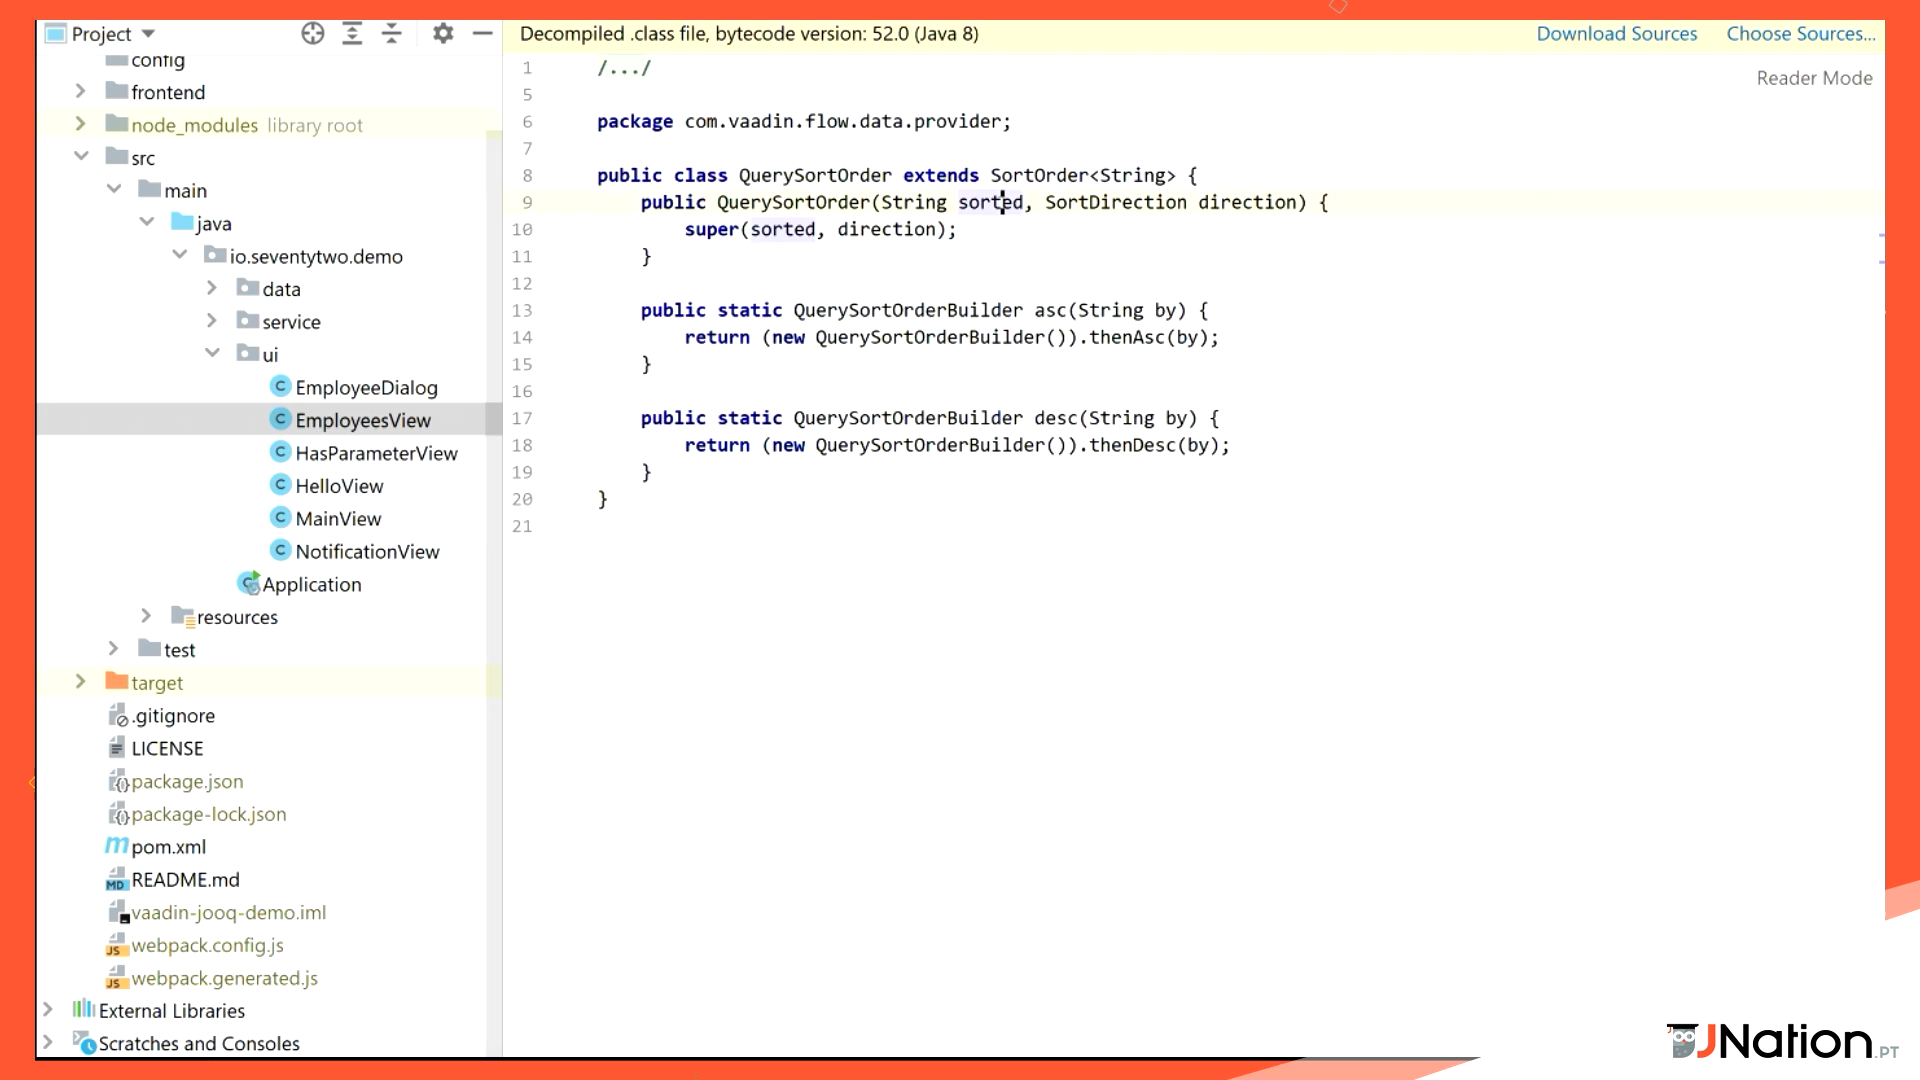 Project
config
frontend
node_modules library root
src
main
java
io.seventytwo.demo
data
service
ui
EmployeeDialog
EmployeesView
HasParameterView
HelloView
MainView
NotificationView
Application
resources
test
target
.gitignore
LICENSE
package.json
package-lock.json
pom.xml
README.md
vaadin-jooq-demo.iml
webpack.config.js
webpack.generated.js
External Libraries
Scratches and Consoles
Decompiled .class file, bytecode version: 52.0 (Java 8) Download Sources Choose Sources...
Reader Mode
1 /.../
5
6 package com.vaadin.flow.data.provider;
7
8 public class QuerySortOrder extends SortOrder<String> {
9 public QuerySortOrder(String sorted, SortDirection direction) {
10 super(sorted, direction);
11 }
12
13 public static QuerySortOrderBuilder asc(String by) {
14 return (new QuerySortOrderBuilder()).thenAsc(by);
15 }
16
17 public static QuerySortOrderBuilder desc(String by) {
18 return (new QuerySortOrderBuilder()).thenDesc(by);
19 }
20 }
21
JNation.PT